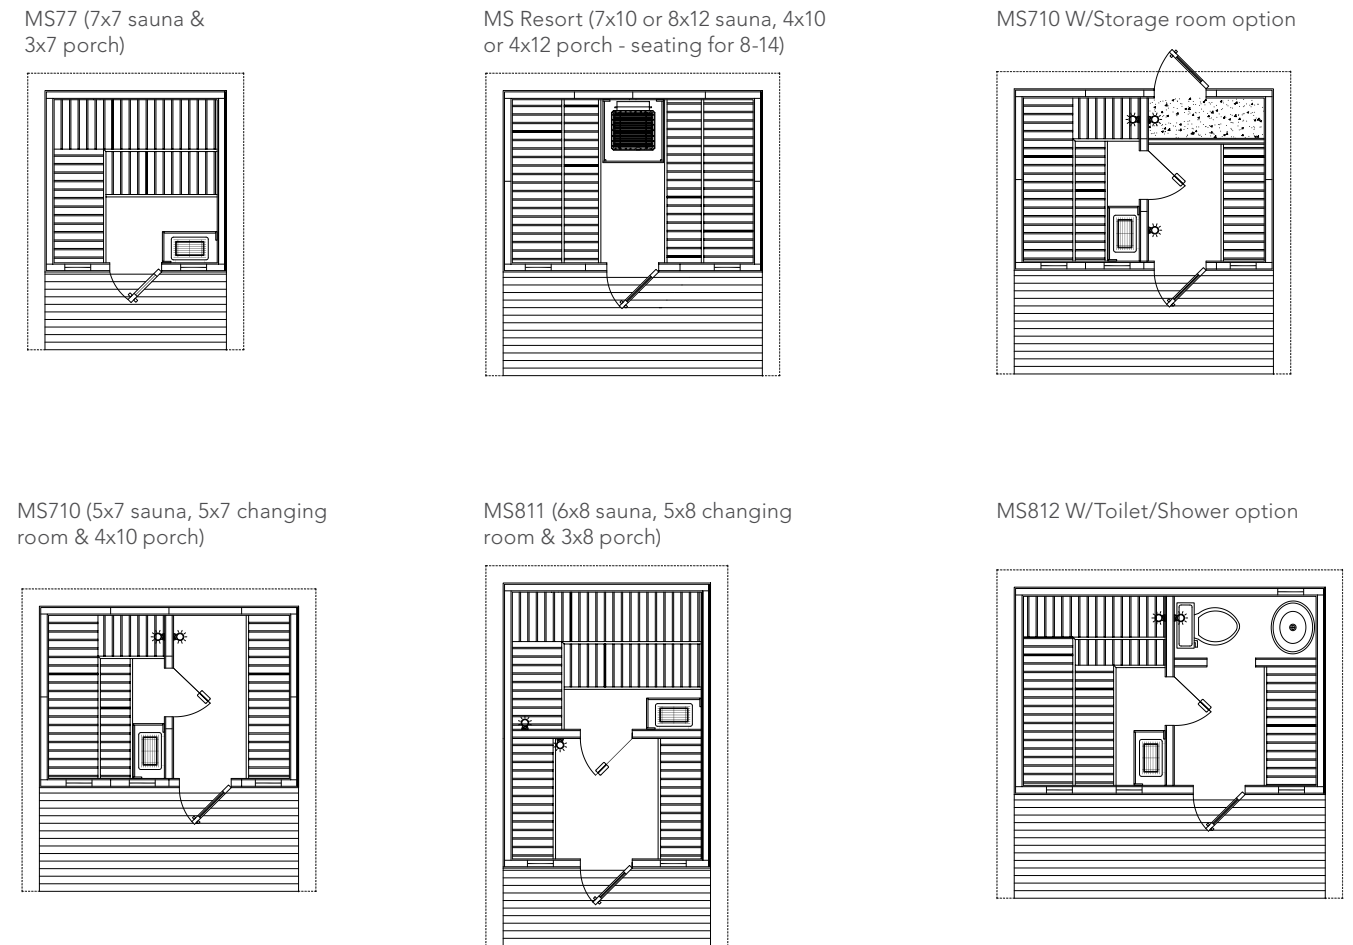 MS77 (7x7 sauna &
3x7 porch)
MS Resort (7x10 or 8x12 sauna, 4x10
or 4x12 porch - seating for 8-14)
MS710 W/Storage room option
MS710 (5x7 sauna, 5x7 changing
room & 4x10 porch)
MS811 (6x8 sauna, 5x8 changing
room & 3x8 porch)
MS812 W/Toilet/Shower option